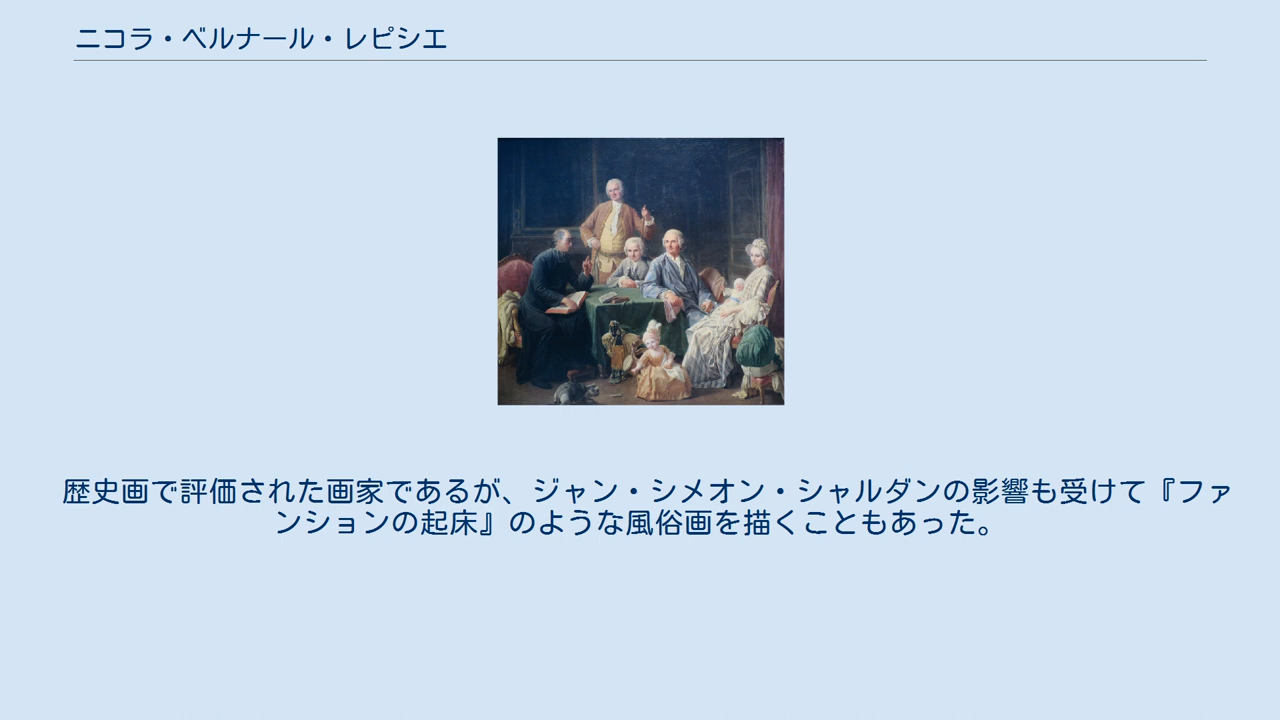 ニコラ・ベルナール・レピシエ
歴史画で評価された画家であるが、ジャン・シメオン・シャルダンの影響も受けて『ファ
ンションの起床』のような風俗画を描くこともあった。